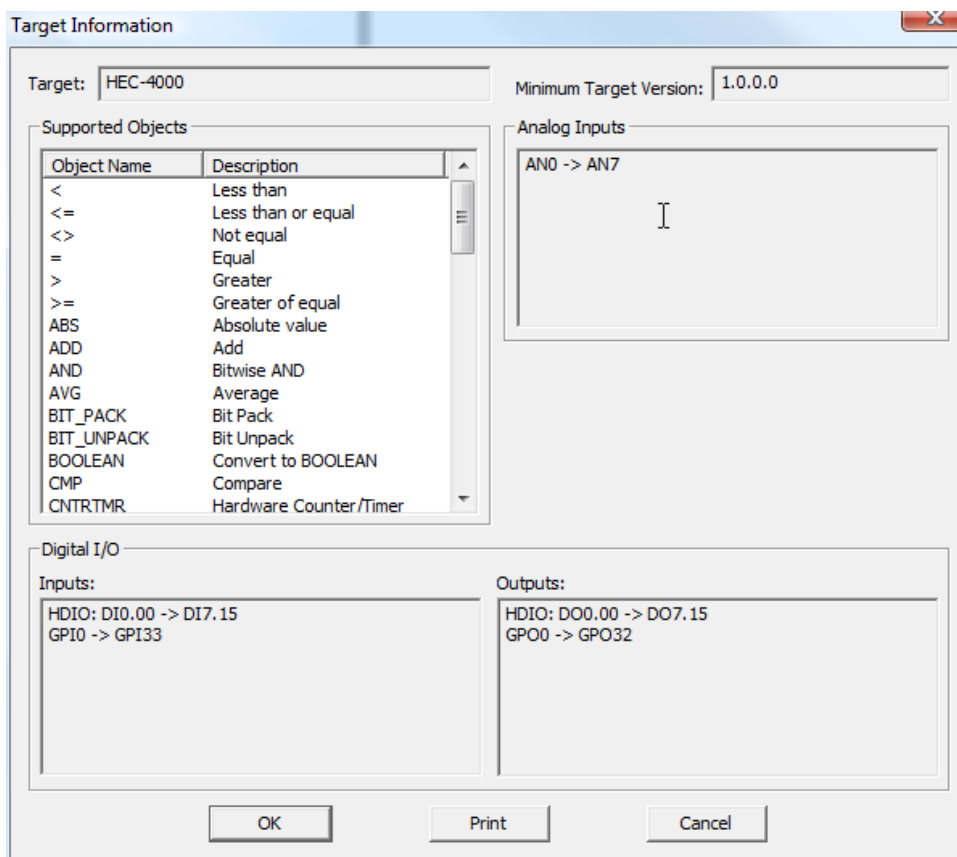 Target Information
X
Target: HEC-4000
Minimum Target Version: 1.0.0.0
Supported Objects
Object Name Description
< Less than
<= Less than or equal
<> Not equal
= Equal
> Greater
>= Greater of equal
ABS Absolute value
ADD Add
AND Bitwise AND
AVG Average
BIT_PACK Bit Pack
BIT_UNPACK Bit Unpack
BOOLEAN Convert to BOOLEAN
CMP Compare
CNTRTMR Hardware Counter/Timer
Analog Inputs
AN0 -> AN7
Digital I/O
Inputs:
HDIO: DI0.00 -> DI7.15
GPI0 -> GPI33
Outputs:
HDIO: DO0.00 -> DO7.15
GPO0 -> GPO32
OK
Print
Cancel